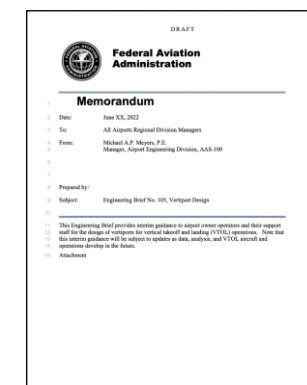 DRAFT
Federal Aviation
Administration
1 Memorandum
2 Date: June XX, 2022
3 To: All Airports Regional Division Managers
4 From: Michael A.P. Meyers, P.E.
5 Manager, Airport Engineering Division, AAS-100
6
7
8 Prepared by:
9 Subject: Engineering Brief No. 105, Vertiport Design
10
11 This Engineering Brief provides interim guidance to airport owner operators and their support
12 staff for the design of vertiports for vertical takeoff and landing (VTOL) operations. Note that
13 this interim guidance will be subject to updates as data, analysis, and VTOL aircraft and
14 operations develop in the future.
15 Attachment